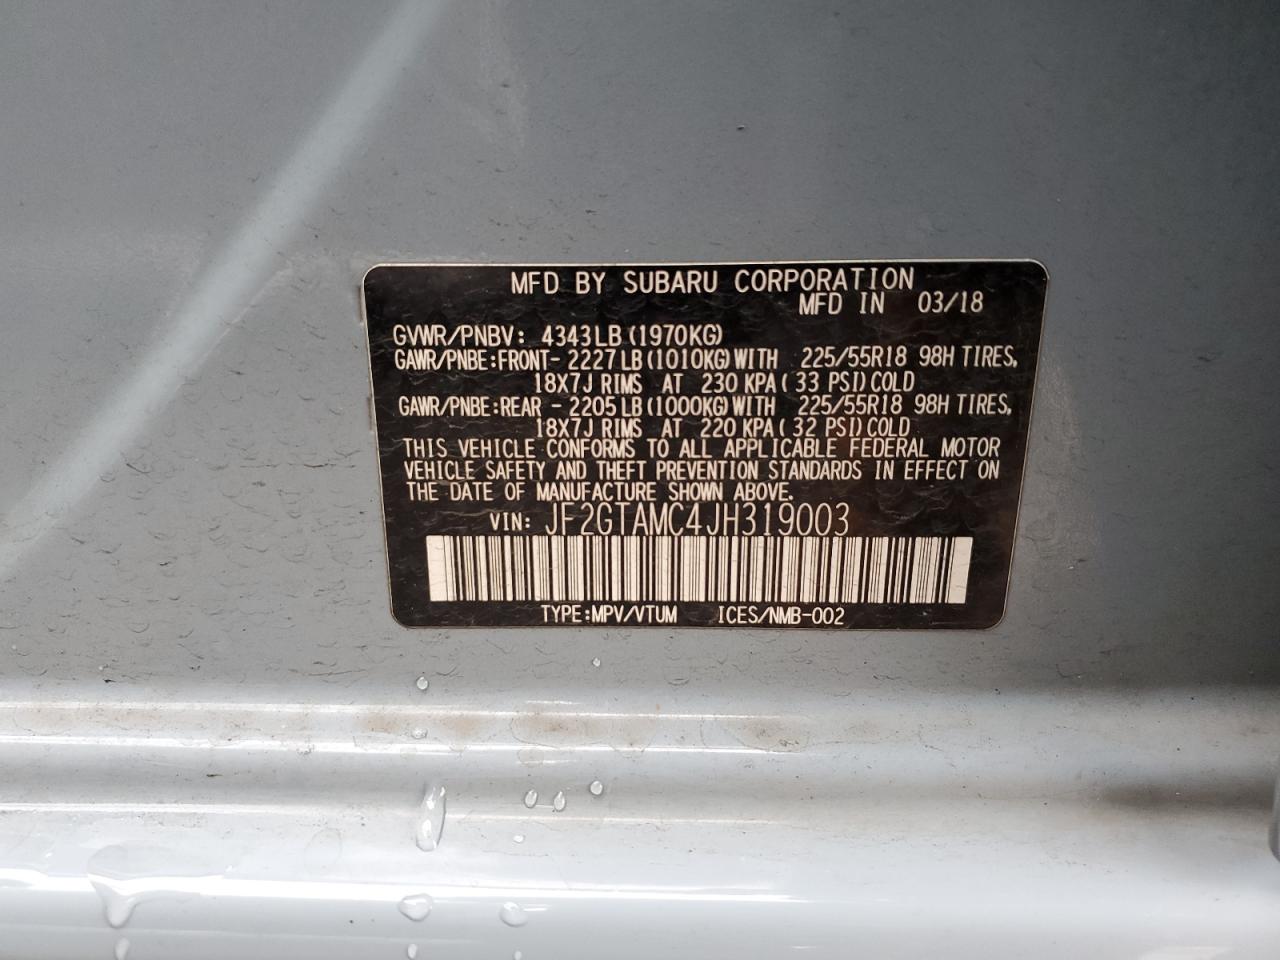 MFD BY SUBARU CORPORATION
MFD IN 03/18
GVWR/PNBV: 4343LB(1970KG)
GAWR/PNBE:FRONT- 2227LB(1010KG)WITH 225/55R18 98H TIRES,
18X7J RIMS AT 230 KPA( 33 PSI)COLD
GAWR/PNBE:REAR - 2205LB(1000KG)WITH 225/55R18 98H TIRES,
18X7J RIMS AT 220 KPA( 32 PSI)COLD
THIS VEHICLE CONFORMS TO ALL APPLICABLE FEDERAL MOTOR
VEHICLE SAFETY AND THEFT PREVENTION STANDARDS IN EFFECT ON
THE DATE OF MANUFACTURE SHOWN ABOVE.
VIN: JF2GTAMC4JH319003
TYPE:MPV/VTUM ICES/NMB-002